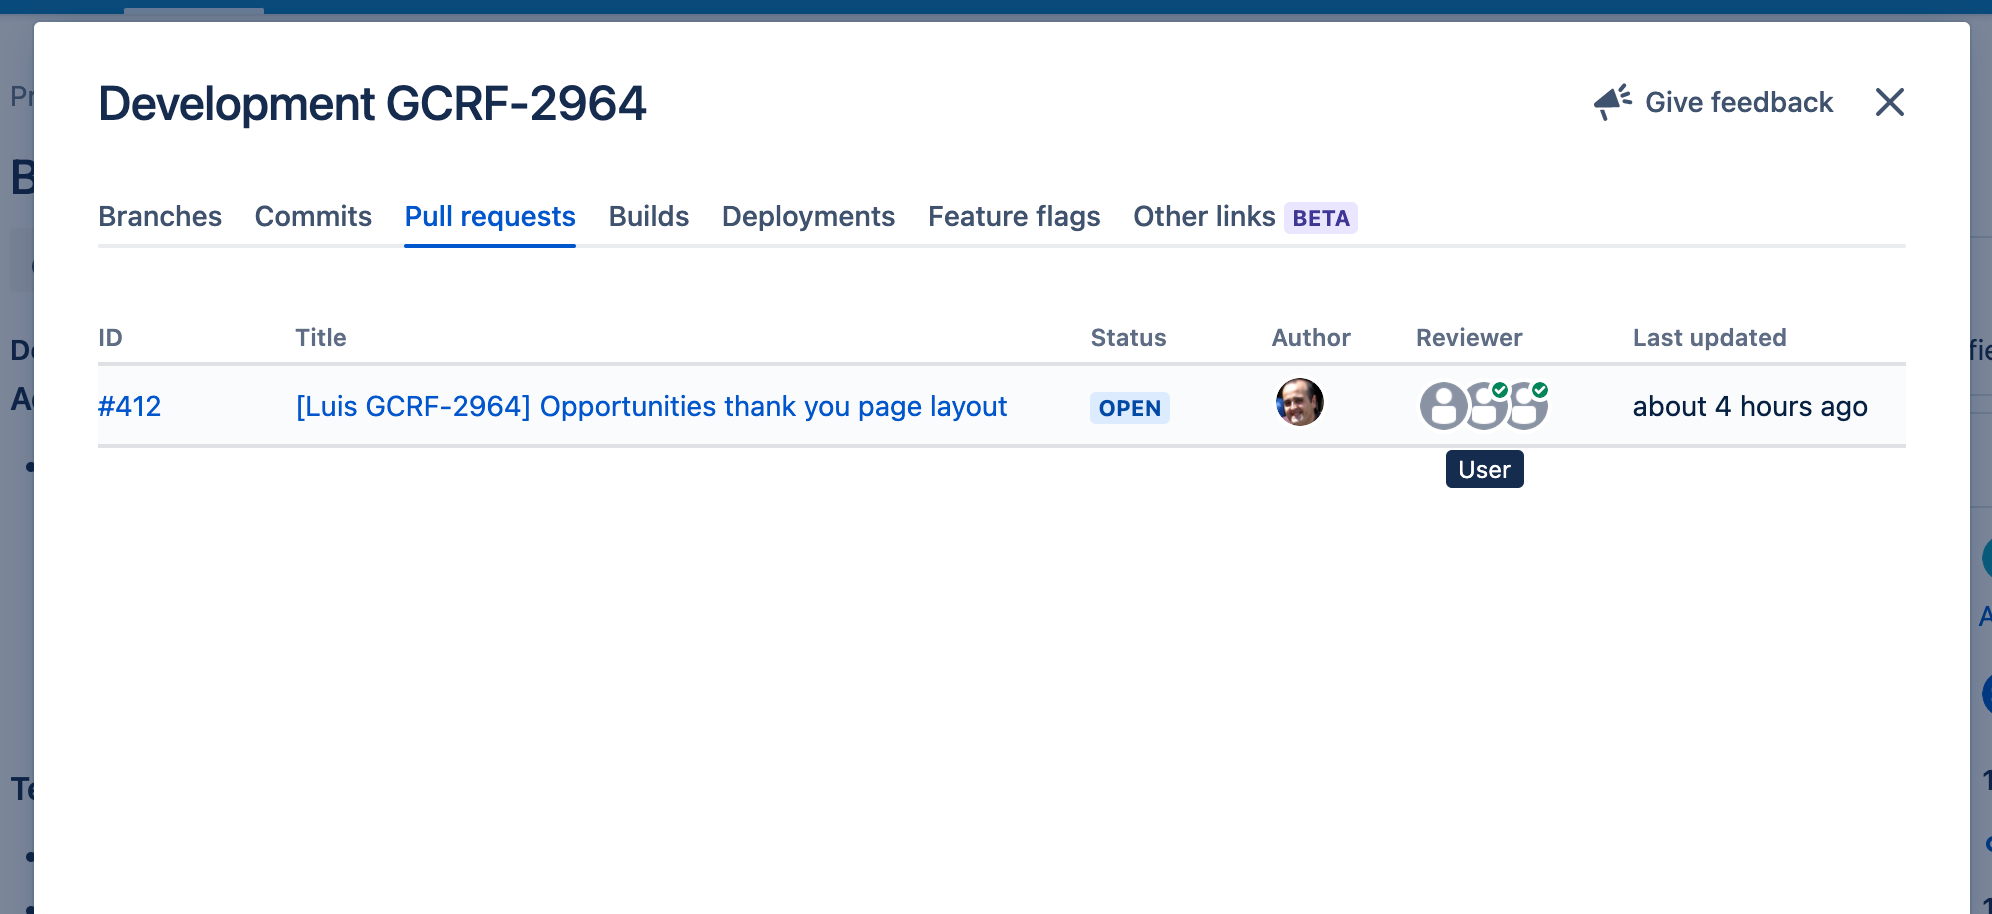 Development GCRF-2964
Give feedback
Branches Commits Pull requests Builds Deployments Feature flags Other links BETA
ID Title Status Author Reviewer Last updated
#412 [Luis GCRF-2964] Opportunities thank you page layout OPEN about 4 hours ago
User